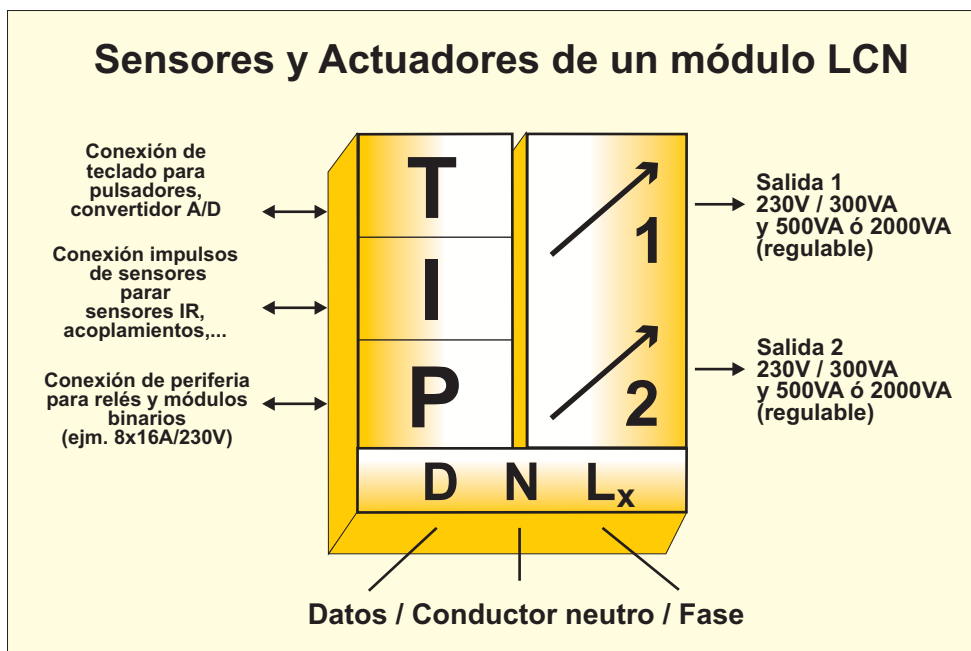 Sensores y Actuadores de un módulo LCN
Conexión de
teclado para
pulsadores,
convertidor A/D
Conexión impulsos
de sensores
parar
sensores IR,
acoplamientos,...
Conexión de periferia
para relés y módulos
binarios
(ejm. 8x16A/230V)
T
I
P
1
2
Salida 1
230V / 300VA
y 500VA ó 2000VA
(regulable)
Salida 2
230V / 300VA
y 500VA ó 2000VA
(regulable)
D N Lx
Datos / Conductor neutro / Fase